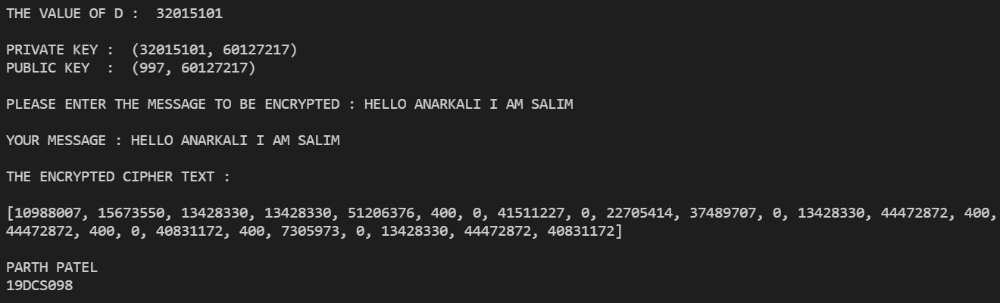 THE VALUE OF D :  32015101
PRIVATE KEY :  (32015101, 60127217)
PUBLIC KEY  :  (997, 60127217)
PLEASE ENTER THE MESSAGE TO BE ENCRYPTED : HELLO ANARKALI I AM SALIM
YOUR MESSAGE : HELLO ANARKALI I AM SALIM
THE ENCRYPTED CIPHER TEXT :
[10988007, 15673550, 13428330, 13428330, 51206376, 400, 0, 41511227, 0, 22705414, 37489707, 0, 13428330, 44472872, 400,
44472872, 400, 0, 40831172, 400, 7305973, 0, 13428330, 44472872, 40831172]
PARTH PATEL
19DCS098